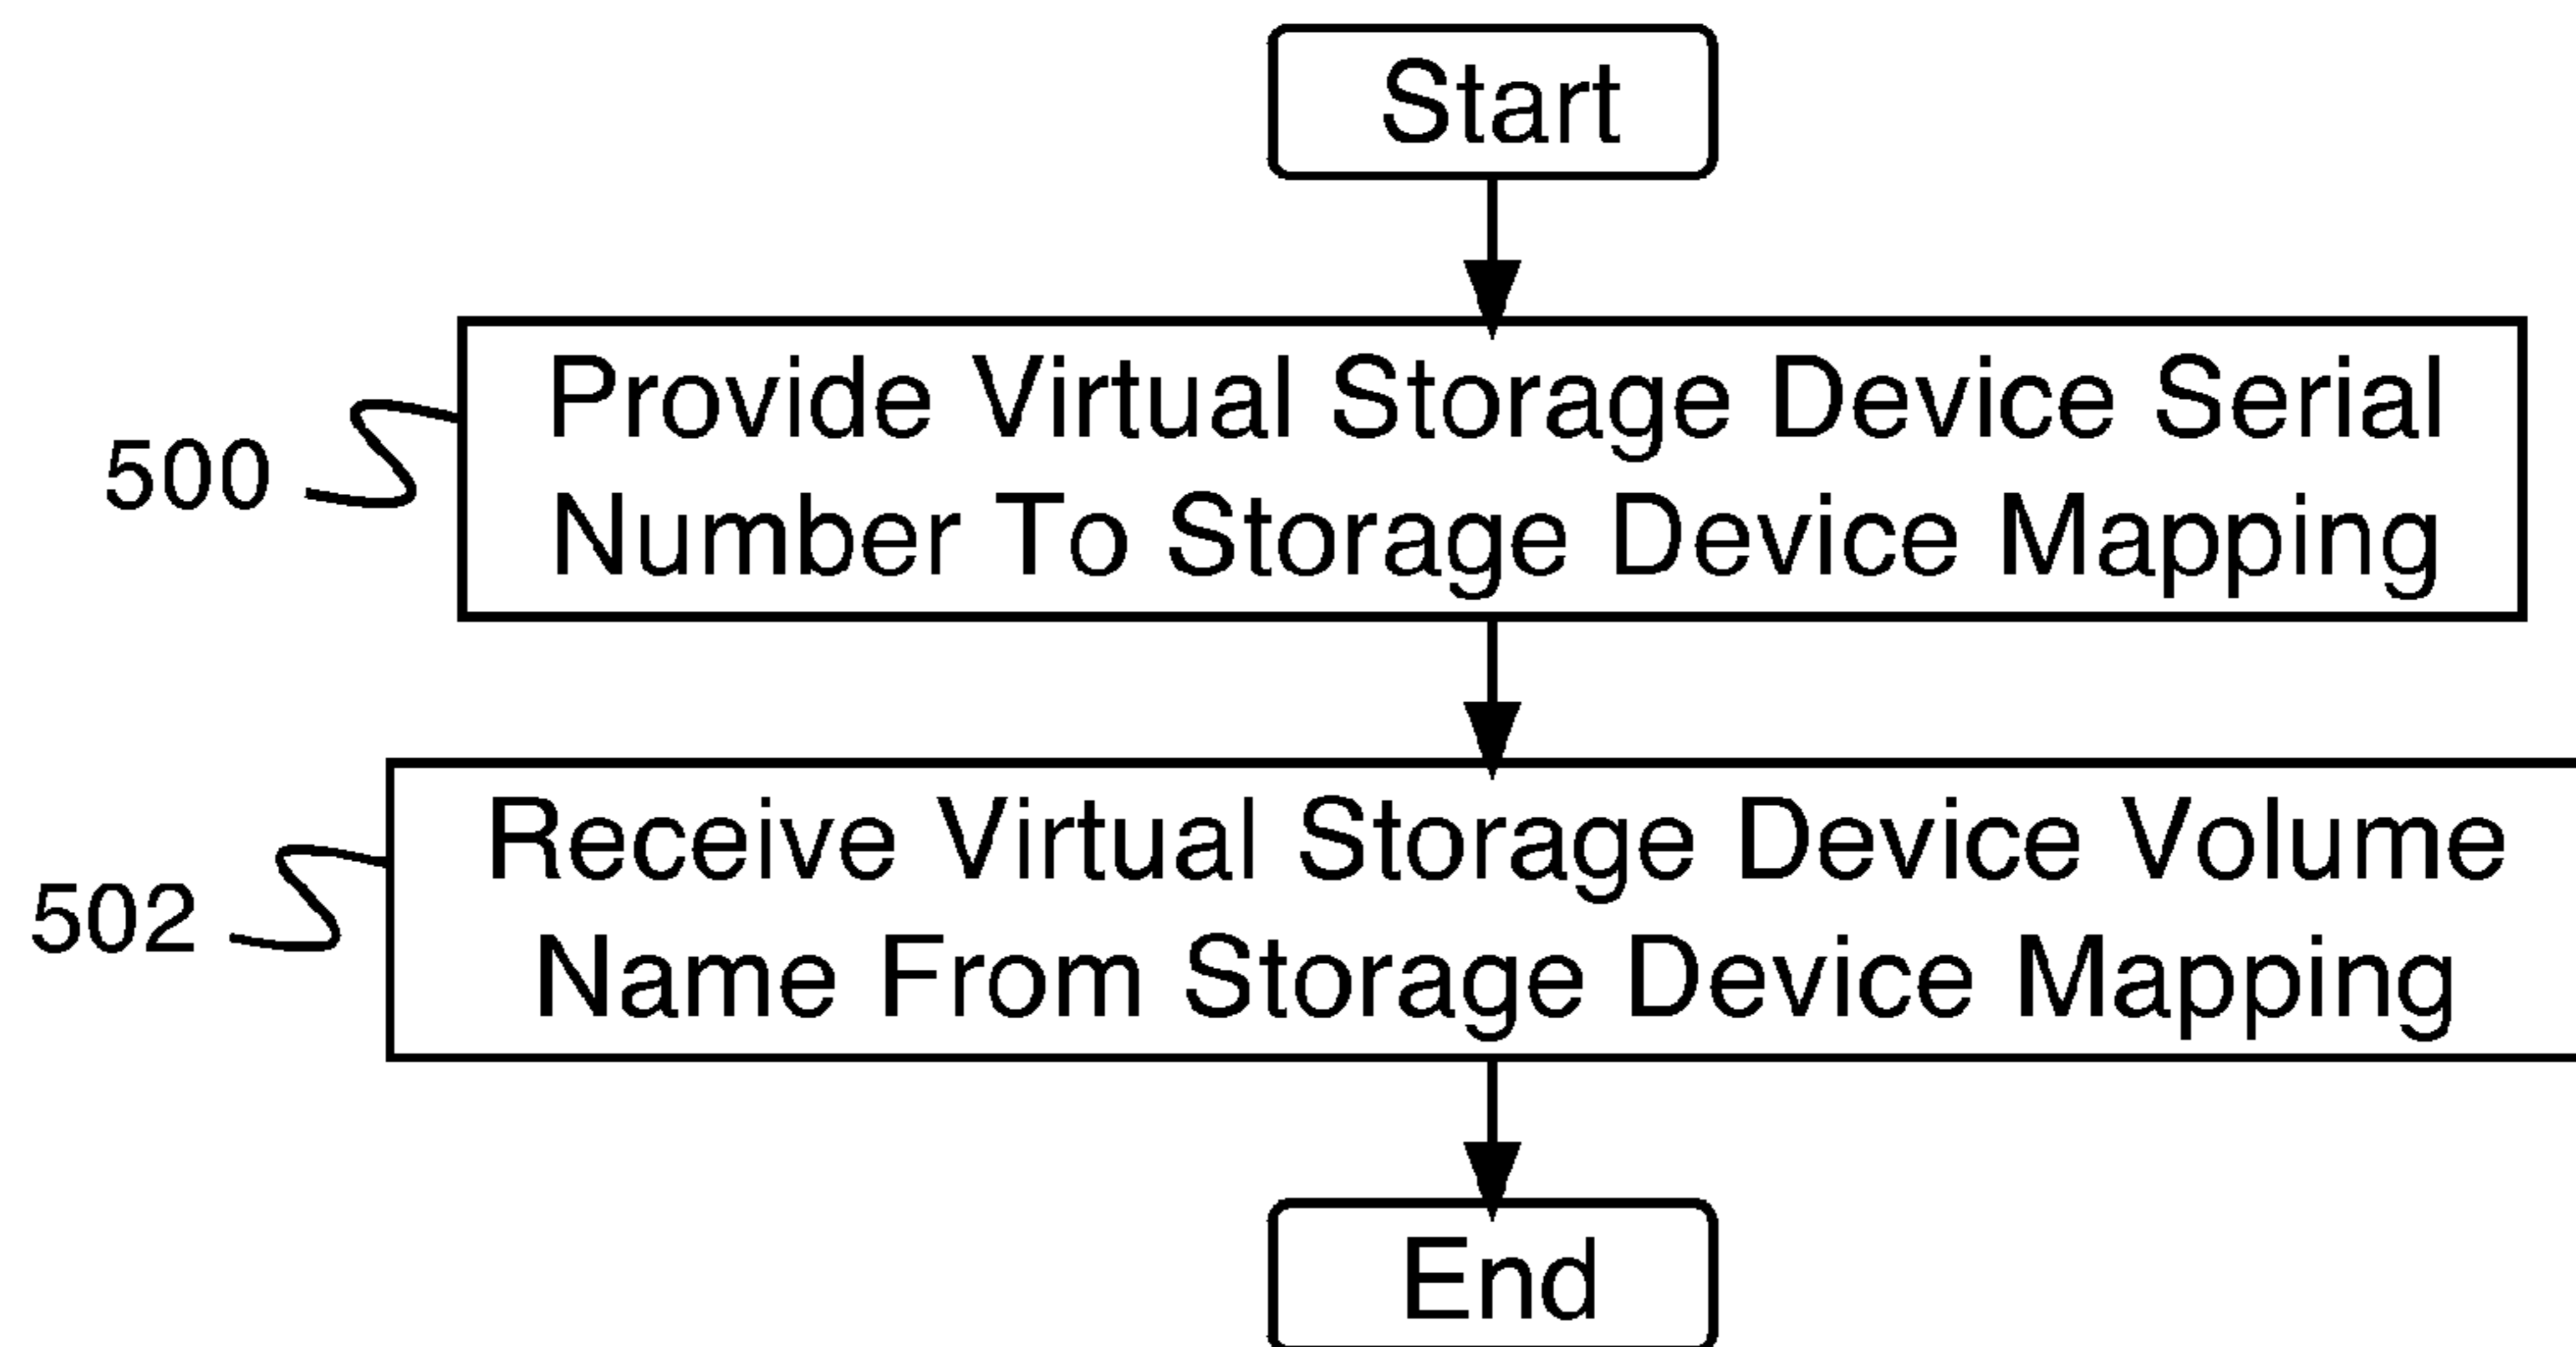 Start
500
Provide Virtual Storage Device Serial
Number To Storage Device Mapping
502
Receive Virtual Storage Device Volume
Name From Storage Device Mapping
End